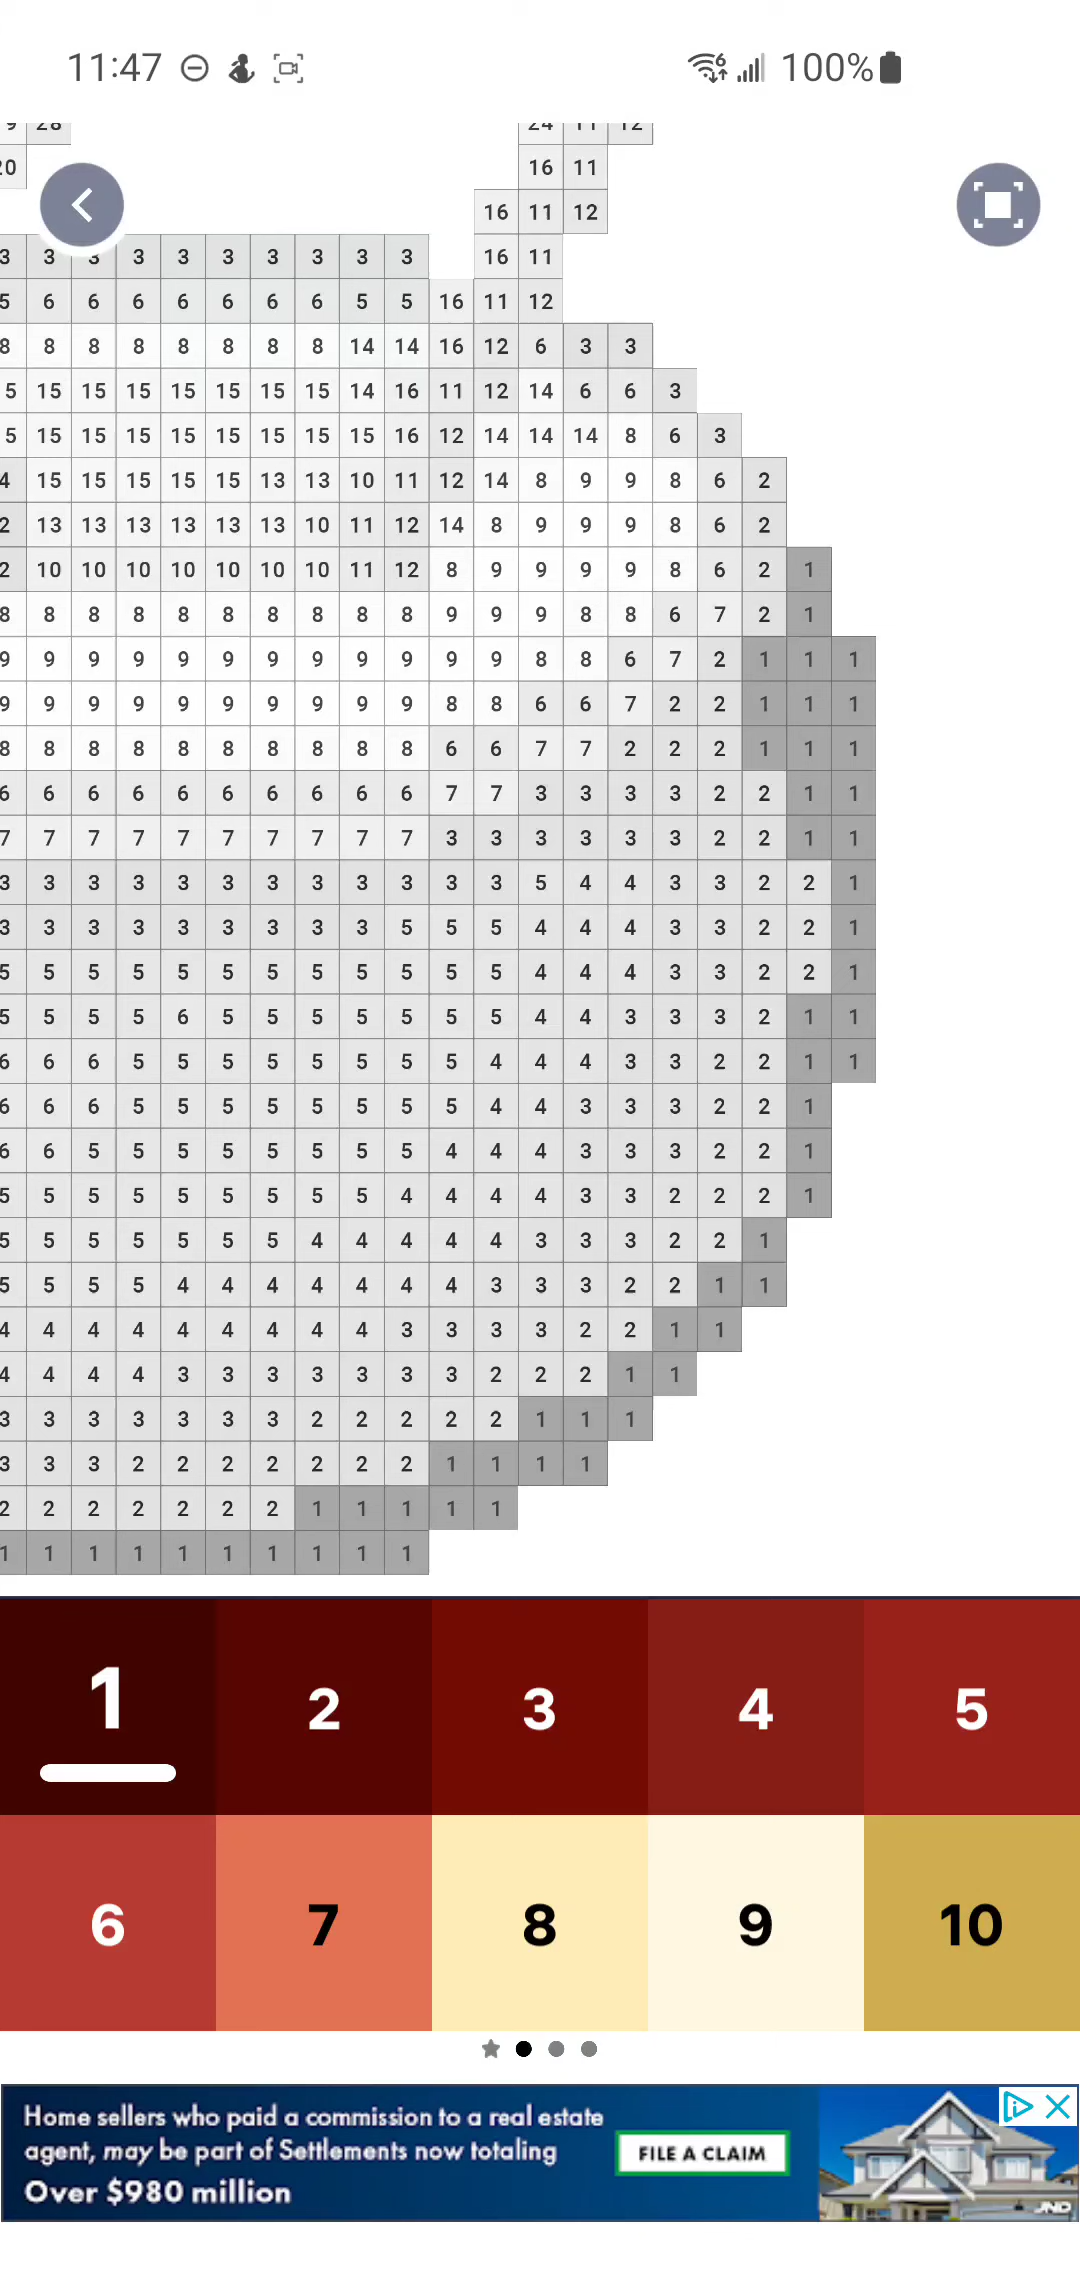 11:47 6 100%
9 28 24 11 12
20 16 11
16 11 12
3 3 3 3 3 3 3 3 3 3 16 11
5 6 6 6 6 6 6 6 5 5 16 11 12
8 8 8 8 8 8 8 8 14 14 16 12 6 3 3
5 15 15 15 15 15 15 15 14 16 11 12 14 6 6 3
5 15 15 15 15 15 15 15 15 16 12 14 14 14 8 6 3
4 15 15 15 15 15 13 13 10 11 12 14 8 9 9 8 6 2
2 13 13 13 13 13 13 10 11 12 14 8 9 9 9 8 6 2
2 10 10 10 10 10 10 10 11 12 8 9 9 9 9 8 6 2 1
8 8 8 8 8 8 8 8 8 8 9 9 9 8 8 6 7 2 1
9 9 9 9 9 9 9 9 9 9 9 9 8 8 6 7 2 1 1 1
9 9 9 9 9 9 9 9 9 9 8 8 6 6 7 2 2 1 1 1
8 8 8 8 8 8 8 8 8 8 6 6 7 7 2 2 2 1 1 1
6 6 6 6 6 6 6 6 6 6 7 7 3 3 3 3 2 2 1 1
7 7 7 7 7 7 7 7 7 7 3 3 3 3 3 3 2 2 1 1
3 3 3 3 3 3 3 3 3 3 3 3 5 4 4 3 3 2 2 1
3 3 3 3 3 3 3 3 3 5 5 5 4 4 4 3 3 2 2 1
5 5 5 5 5 5 5 5 5 5 5 5 4 4 4 3 3 2 2 1
5 5 5 5 6 5 5 5 5 5 5 5 4 4 3 3 3 2 1 1
6 6 6 5 5 5 5 5 5 5 5 4 4 4 3 3 2 2 1 1
6 6 6 5 5 5 5 5 5 5 5 4 4 3 3 3 2 2 1
6 6 5 5 5 5 5 5 5 5 4 4 4 3 3 3 2 2 1
5 5 5 5 5 5 5 5 5 4 4 4 4 3 3 2 2 2 1
5 5 5 5 5 5 5 4 4 4 4 4 3 3 3 2 2 1
5 5 5 5 4 4 4 4 4 4 4 3 3 3 2 2 1 1
4 4 4 4 4 4 4 4 4 3 3 3 3 2 2 1 1
4 4 4 4 3 3 3 3 3 3 3 2 2 2 1 1
3 3 3 3 3 3 3 2 2 2 2 2 1 1 1
3 3 3 2 2 2 2 2 2 2 1 1 1 1
2 2 2 2 2 2 2 1 1 1 1 1
1 1 1 1 1 1 1 1 1 1
1 2 3 4 5
6 7 8 9 10
Home sellers who paid a commission to a real estate
agent, may be part of Settlements now totaling
Over $980 million
FILE A CLAIM
JND